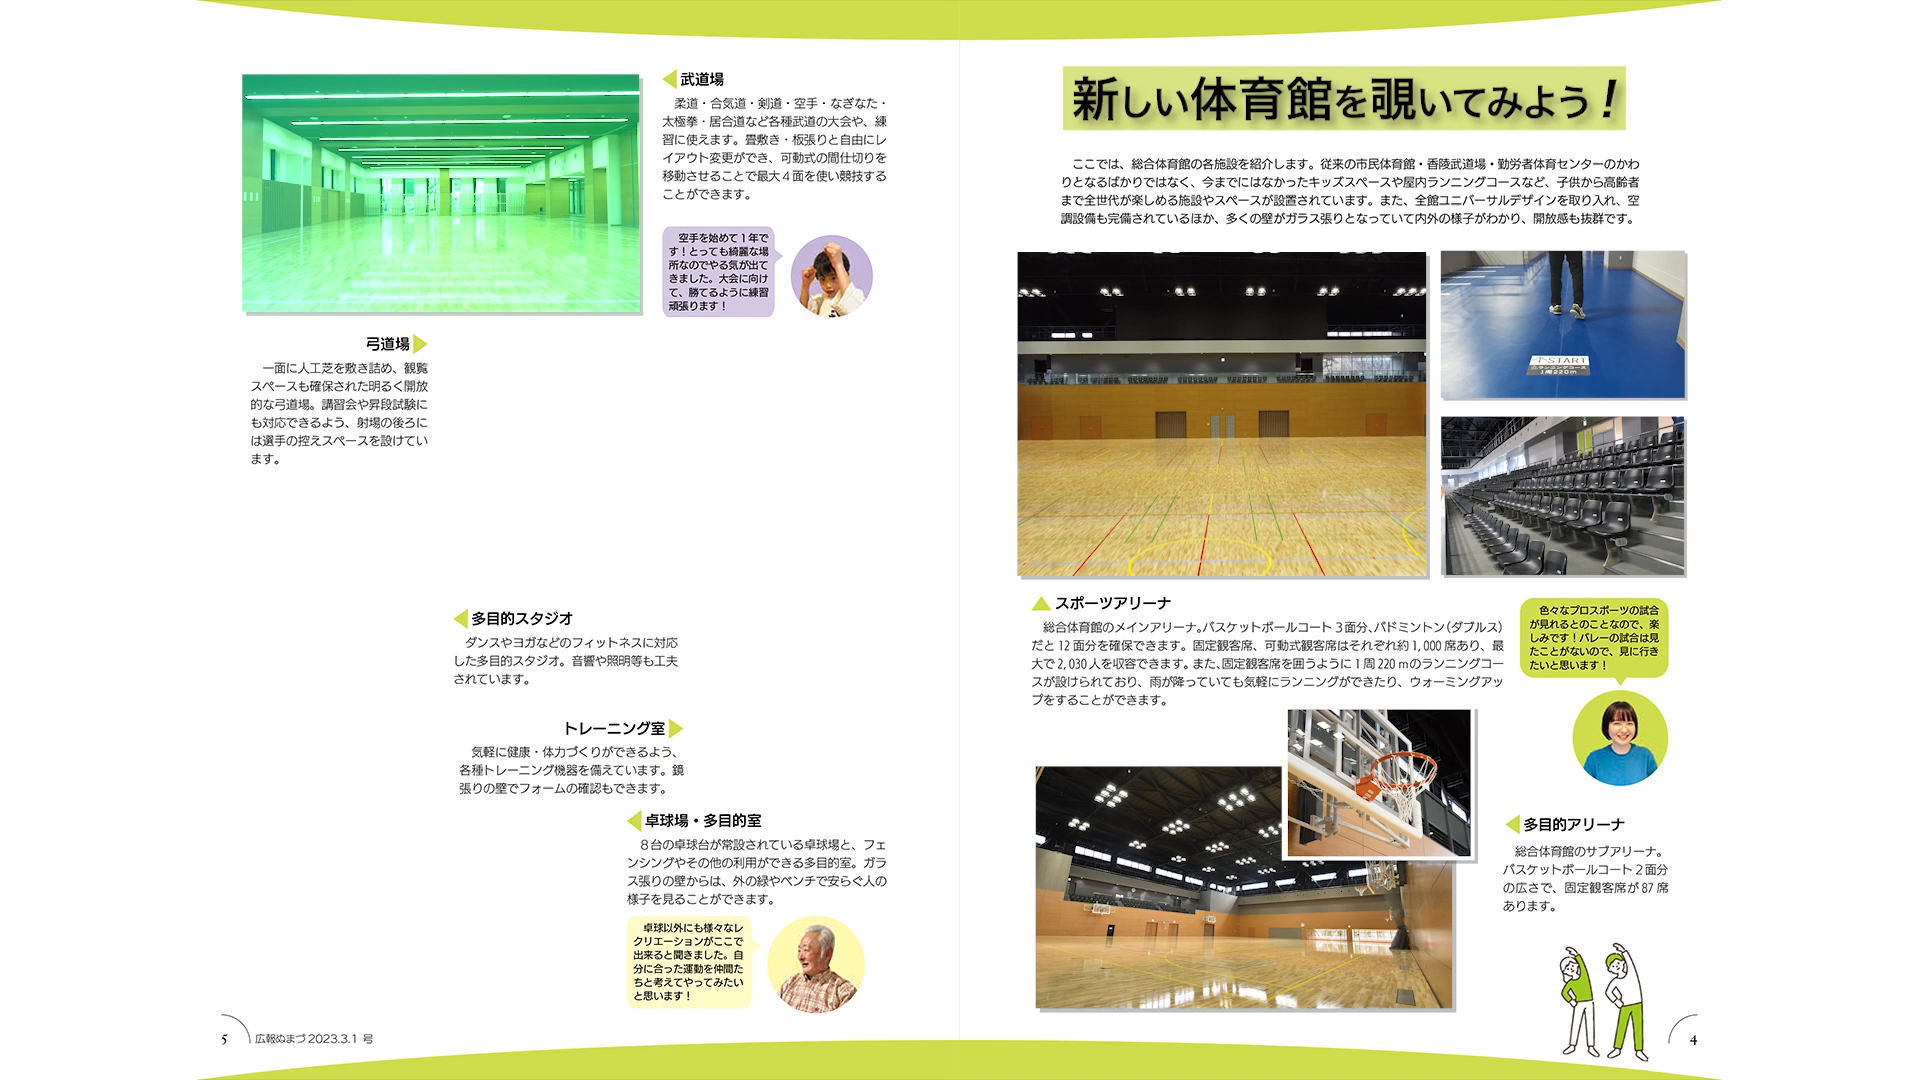 新しい体育館を覗いてみよう!
ここでは、総合体育館の各施設を紹介します。従来の市民体育館・香陵武道場・勤労者体育センターのかわ
りとなるばかりではなく、今までにはなかったキッズスペースや屋内ランニングコースなど、子供から高齢者
まで全世代が楽しめる施設やスペースが設置されています。また、全館ユニバーサルデザインを取り入れ、空
調設備も完備されているほか、多くの壁がガラス張りとなっていて内外の様子がわかり、開放感も抜群です。
↑START
ランニングコース
1周220m
スポーツアリーナ
総合体育館のメインアリーナ。バスケットボールコート3面分、バドミントン(ダブルス)
だと12面分を確保できます。固定観客席、可動式観客席はそれぞれ約1,000席あり、最
大で2,030人を収容できます。また、固定観客席を囲うように1周220mのランニングコー
スが設けられており、雨が降っていても気軽にランニングができたり、ウォーミングアッ
プをすることができます。
色々なプロスポーツの試合
が見れるとのことなので、楽
しみです!バレーの試合は見
たことがないので、見に行き
たいと思います!
多目的アリーナ
総合体育館のサブアリーナ。
バスケットボールコート2面分
の広さで、固定観客席が87席
あります。
4
武道場
柔道・合気道・剣道・空手・なぎなた・
太極拳・居合道など各種武道の大会や、練
習に使えます。畳敷き・板張りと自由にレ
イアウト変更ができ、可動式の間仕切りを
移動させることで最大4面を使い競技する
ことができます。
空手を始めて1年で
す!とっても綺麗な場
所なのでやる気が出て
きました。大会に向け
て、勝てるように練習
頑張ります!
弓道場
一面に人工芝を敷き詰め、観覧
スペースも確保された明るく開放
的な弓道場。講習会や昇段試験に
も対応できるよう、射場の後ろに
は選手の控えスペースを設けてい
ます。
多目的スタジオ
ダンスやヨガなどのフィットネスに対応
した多目的スタジオ。音響や照明等も工夫
されています。
トレーニング室
気軽に健康・体力づくりができるよう、
各種トレーニング機器を備えています。鏡
張りの壁でフォームの確認もできます。
卓球場・多目的室
8台の卓球台が常設されている卓球場と、フェ
ンシングやその他の利用ができる多目的室。ガラ
ス張りの壁からは、外の緑やベンチで安らぐ人の
様子を見ることができます。
卓球以外にも様々なレ
クリエーションがここで
出来ると聞きました。自
分に合った運動を仲間た
ちと考えてやってみたい
と思います!
5
広報ぬまづ2023.3.1 号